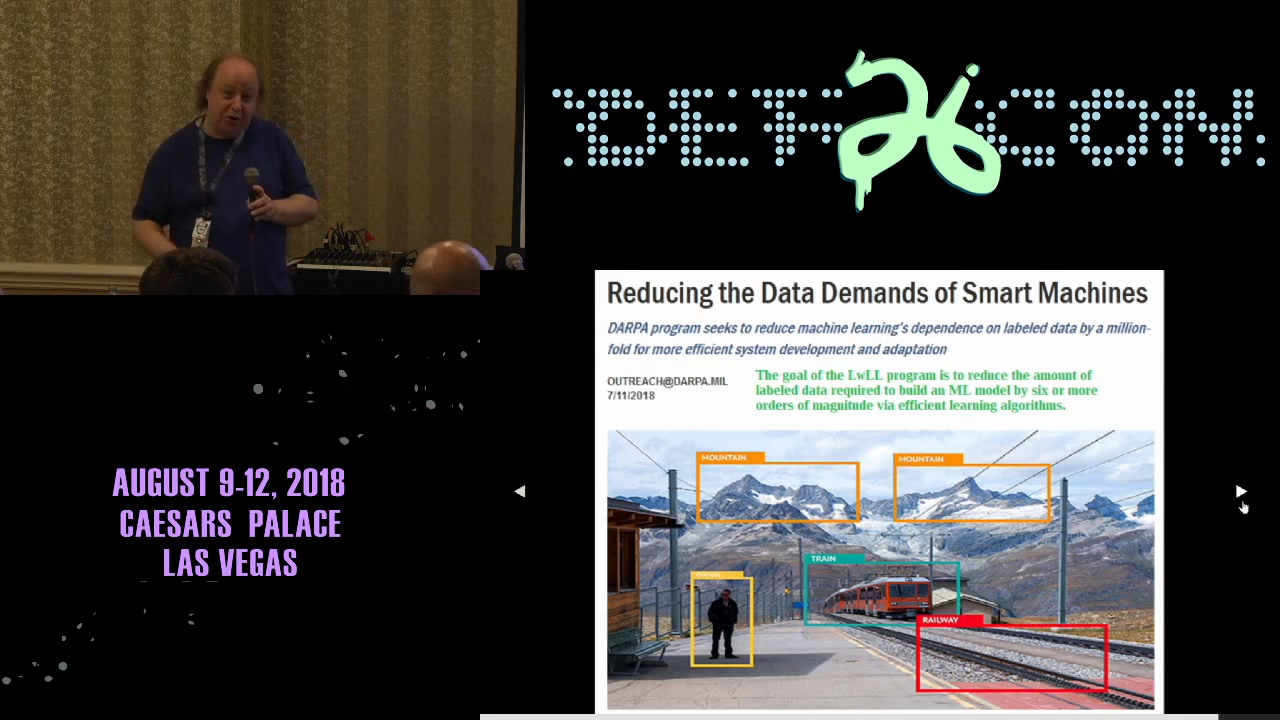 DEF 26 CON
Reducing the Data Demands of Smart Machines
DARPA program seeks to reduce machine learning's dependence on labeled data by a million-
fold for more efficient system development and adaptation
OUTREACH@DARPA.MIL
7/11/2018
The goal of the LwLL program is to reduce the amount of
labeled data required to build an ML model by six or more
orders of magnitude via efficient learning algorithms.
MOUNTAIN
MOUNTAIN
TRAIN
PERSON
RAILWAY
AUGUST 9-12, 2018
CAESARS PALACE
LAS VEGAS